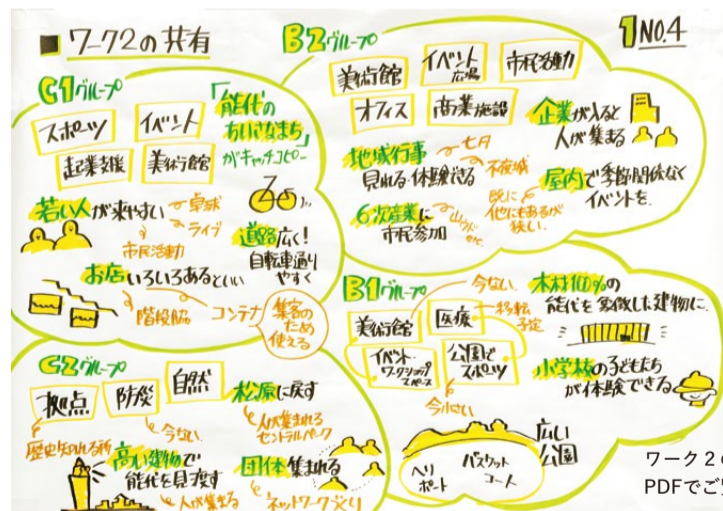 ■ワーク2の共有
1 NO.4
C1グループ
スポーツ
イベント
起業支援
美術館
「能代の
ちいさなまち」
がキャッチコピー
若い人が来やすい
卓球
ライブ
市民活動
道路広く!
自転車通り
やすく
お店いろいろあるといい
階段脇
コンテナ
集客
のため
使える
B2グループ
美術館
イベント
広場
市民活動
オフィス
商業施設
企業が入ると
人が集まる
地域行事
見れる・体験できる
七夕
不夜城
屋内で季節関係なく
イベントを
6次産業に
市民参加
山ウド
etc.
既に
他にもあるが
狭い.
B1グループ
美術館
今ない
医療
移転
予定
イベント・
ワークショップ
スペース
公園で
スポーツ
今小さい
木材100%の
能代を象徴した建物に
小学校の子どもたち
が体験できる
広い
公園
ヘリ
ポート
バスケット
コート
C2グループ
拠点
防災
自然
歴史知れる所
今ない
松原に戻す
人が集まれる
セントラルパーク
高い建物で
能代を見渡す
人が集まる
団体集まれる
ネットワークづくり
ワーク2の
PDFでご